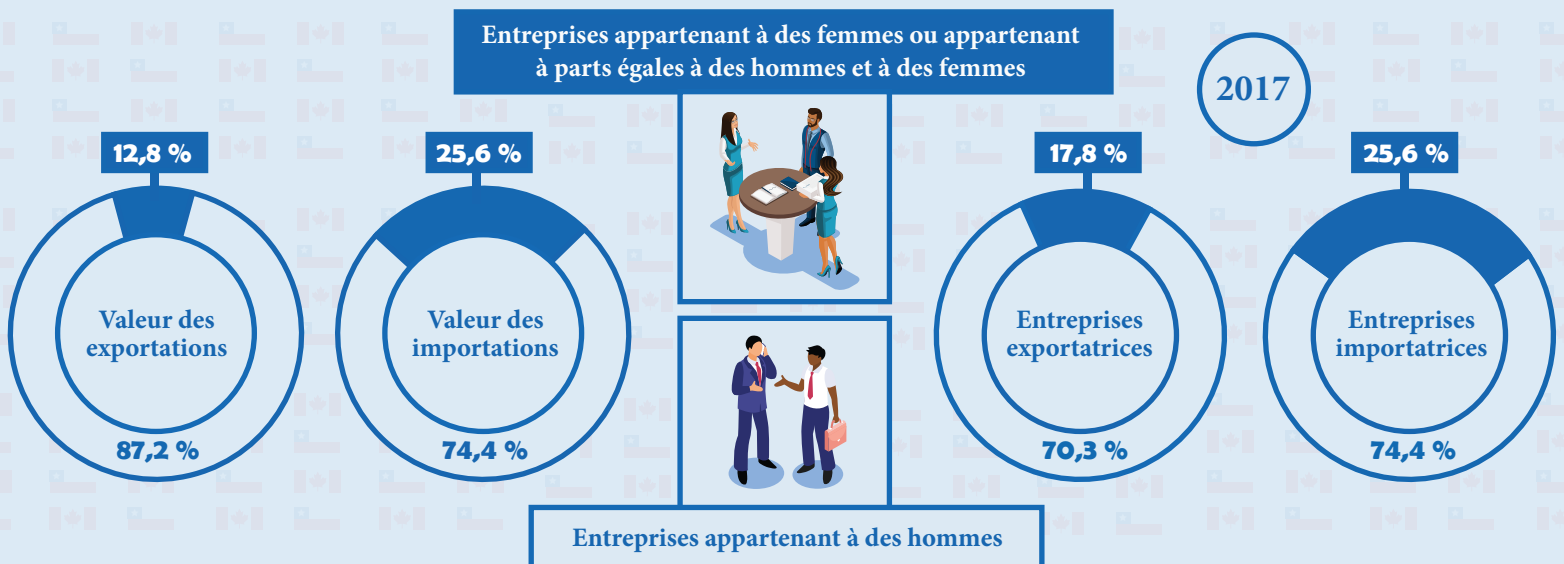 Entreprises appartenant à des femmes ou appartenant
à parts égales à des hommes et à des femmes
2017
12,8 %
Valeur des
exportations
87,2 %
25,6 %
Valeur des
importations
74,4 %
17,8 %
Entreprises
exportatrices
70,3 %
25,6 %
Entreprises
importatrices
74,4 %
Entreprises appartenant à des hommes